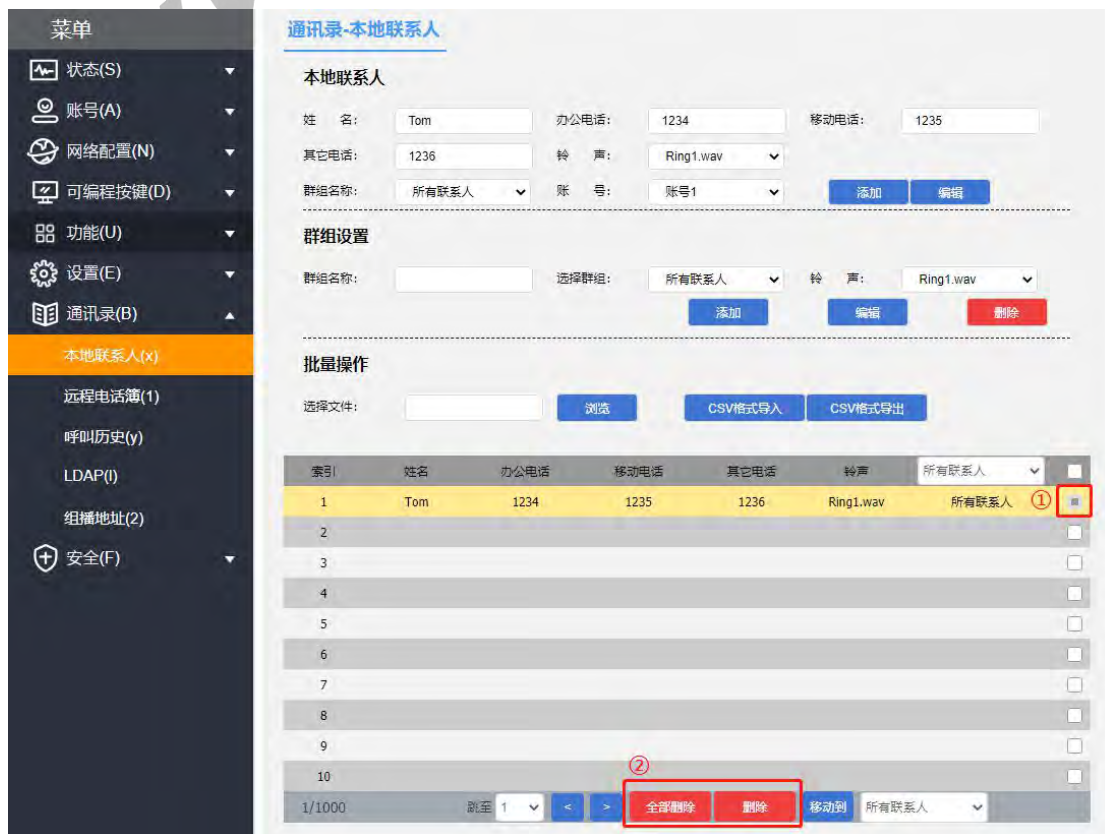 菜单
状态(S)
账号(A)
网络配置(N)
可编程按键(D)
功能(U)
设置(E)
通讯录(B)
本地联系人(x)
远程电话簿(1)
呼叫历史(y)
LDAP(l)
组播地址(2)
安全(F)
通讯录-本地联系人
本地联系人
姓 名: Tom 办公电话: 1234 移动电话: 1235
其它电话: 1236 铃 声: Ring1.wav
群组名称: 所有联系人 账 号: 账号1 添加 编辑
群组设置
群组名称: 选择群组: 所有联系人 铃 声: Ring1.wav
添加 编辑 删除
批量操作
选择文件: 浏览 CSV格式导入 CSV格式导出
索引 姓名 办公电话 移动电话 其它电话 铃声 所有联系人
1 Tom 1234 1235 1236 Ring1.wav 所有联系人 ①
2
3
4
5
6
7
8
9
②
10
1/1000 跳至 1 < > 全部删除 删除 移动到 所有联系人